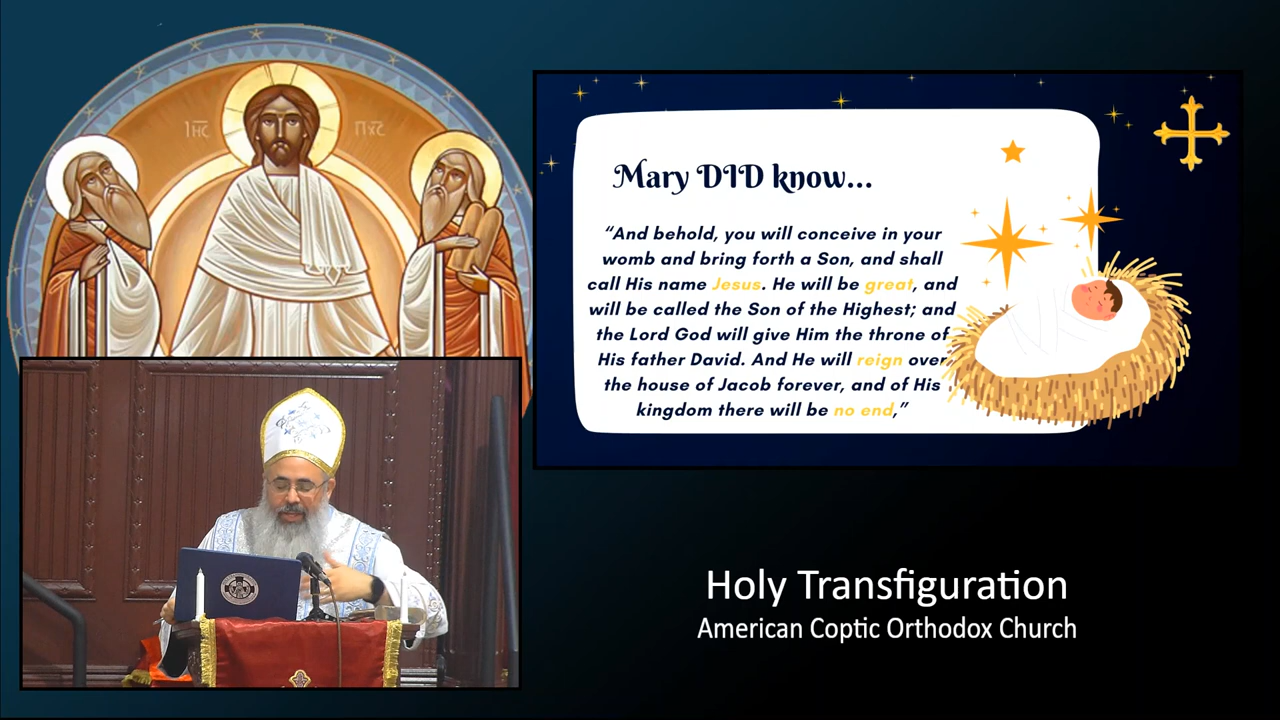 ΙΗC ΠΧC
Mary DID know...
“And behold, you will conceive in your
womb and bring forth a Son, and shall
call His name Jesus. He will be great, and
will be called the Son of the Highest; and
the Lord God will give Him the throne of
His father David. And He will reign over
the house of Jacob forever, and of His
kingdom there will be no end,”
Holy Transfiguration
American Coptic Orthodox Church